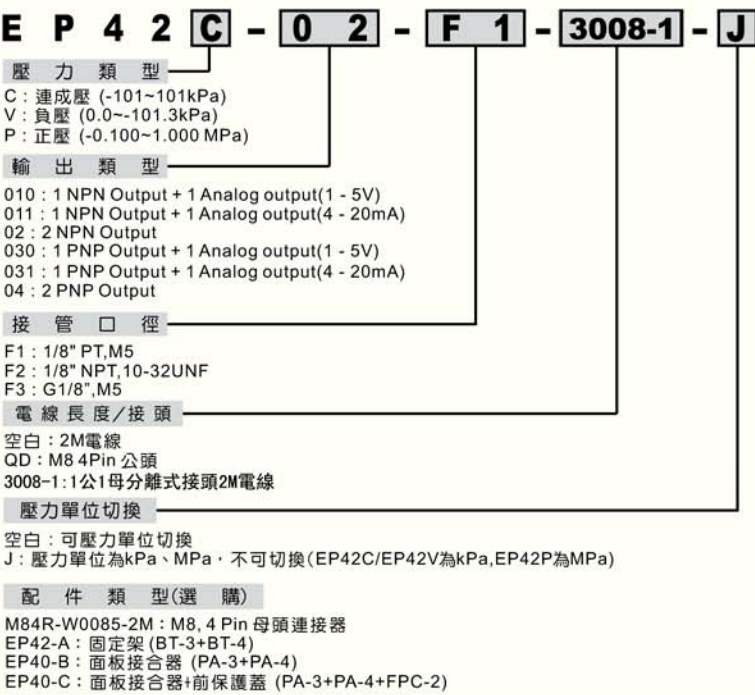 EP42C-02-F1-3008-1-J
壓力類型
C：連成壓 (-101~101kPa)
V：負壓 (0.0~-101.3kPa)
P：正壓 (-0.100~1.000 MPa)
輸出類型
010：1 NPN Output + 1 Analog output(1 - 5V)
011：1 NPN Output + 1 Analog output(4 - 20mA)
02：2 NPN Output
030：1 PNP Output + 1 Analog output(1 - 5V)
031：1 PNP Output + 1 Analog output(4 - 20mA)
04：2 PNP Output
接管口徑
F1：1/8" PT,M5
F2：1/8" NPT,10-32UNF
F3：G1/8",M5
電線長度/接頭
空白：2M電線
QD：M8 4Pin 公頭
3008-1:1公1母分離式接頭2M電線
壓力單位切換
空白：可壓力單位切換
J：壓力單位為kPa、MPa，不可切換(EP42C/EP42V為kPa,EP42P為MPa)
配件類型(選購)
M84R-W0085-2M：M8, 4 Pin 母頭連接器
EP42-A：固定架 (BT-3+BT-4)
EP40-B：面板接合器 (PA-3+PA-4)
EP40-C：面板接合器+前保護蓋 (PA-3+PA-4+FPC-2)